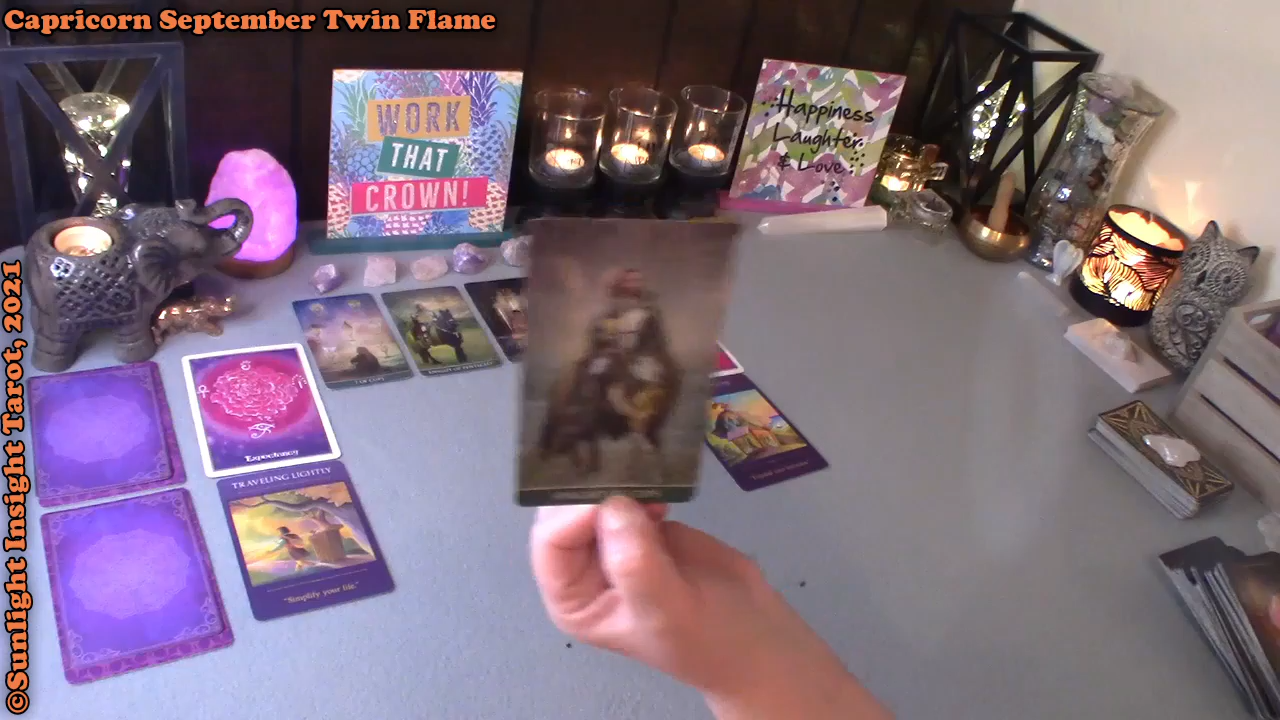 Capricorn September Twin Flame
©Sunlight Insight Tarot, 2021
WORK
THAT
CROWN!
Happiness
Laughter
& Love
Expectancy
TRAVELING LIGHTLY
"Simplify your life."